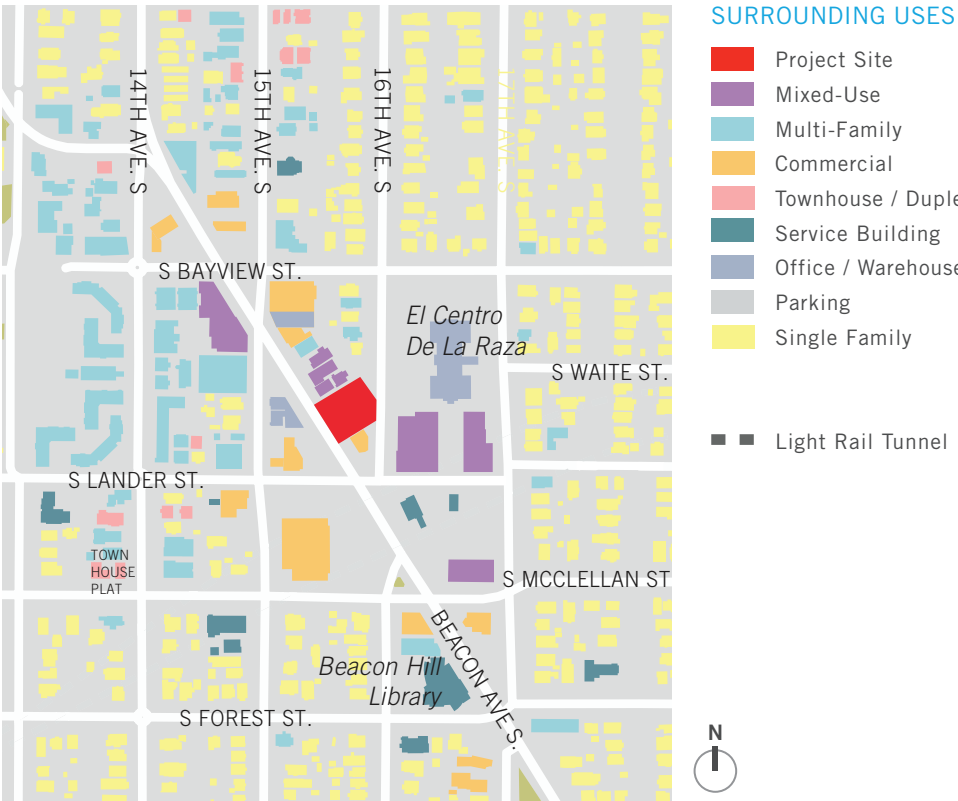 SURROUNDING USES
Project Site
Mixed-Use
Multi-Family
Commercial
Townhouse / Duple
Service Building
Office / Warehouse
Parking
Single Family
Light Rail Tunnel
14TH AVE. S
15TH AVE. S
16TH AVE. S
17TH AVE. S
S BAYVIEW ST.
El Centro
De La Raza
S WAITE ST.
S LANDER ST.
TOWN
HOUSE
PLAT
S MCCLELLAN ST
BEACON AVE S.
Beacon Hill
Library
S FOREST ST.
N